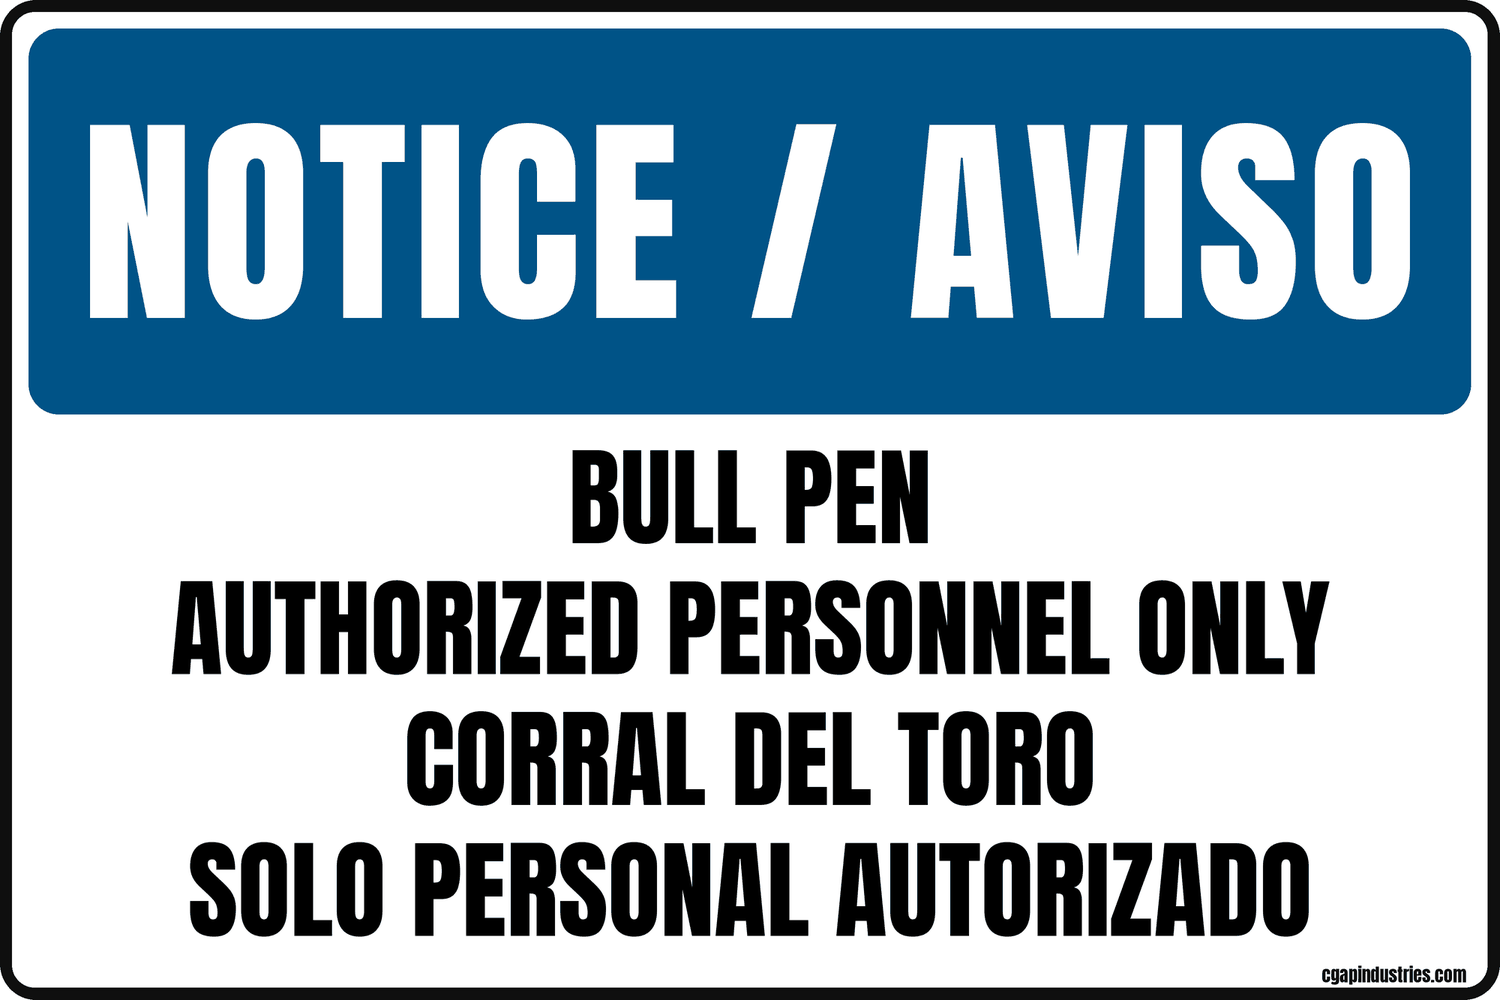 NOTICE / AVISO
BULL PEN
AUTHORIZED PERSONNEL ONLY
CORRAL DEL TORO
SOLO PERSONAL AUTORIZADO
cgapindustries.com